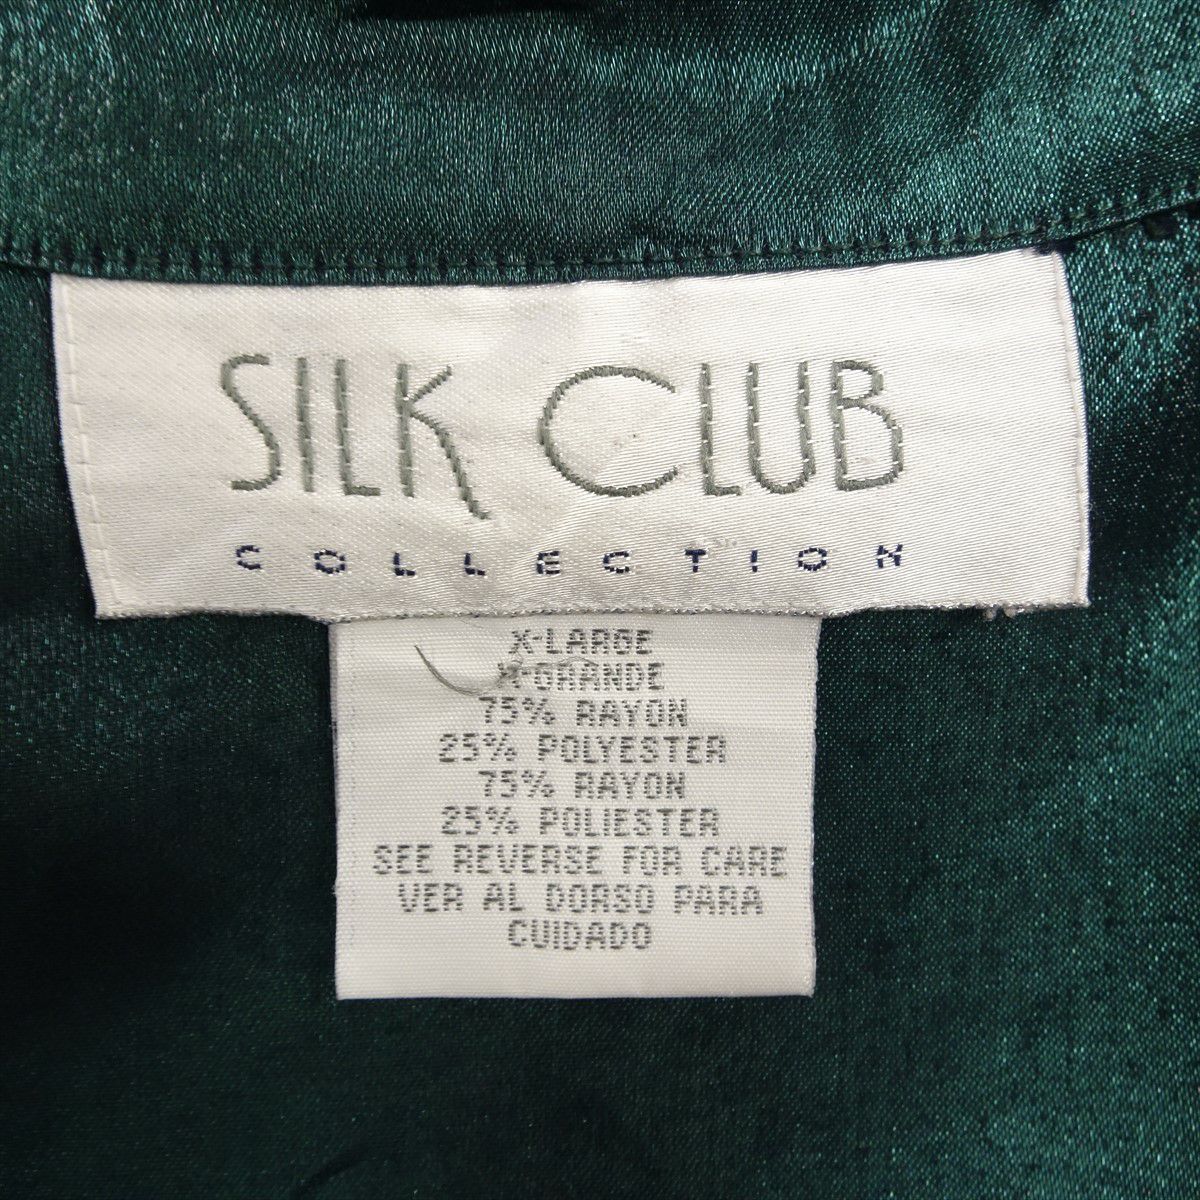 SILK CLUB
COLLECTION
X-LARGE
X-GRANDE
75% RAYON
25% POLYESTER
75% RAYON
25% POLIESTER
SEE REVERSE FOR CARE
VER AL DORSO PARA
CUIDADO